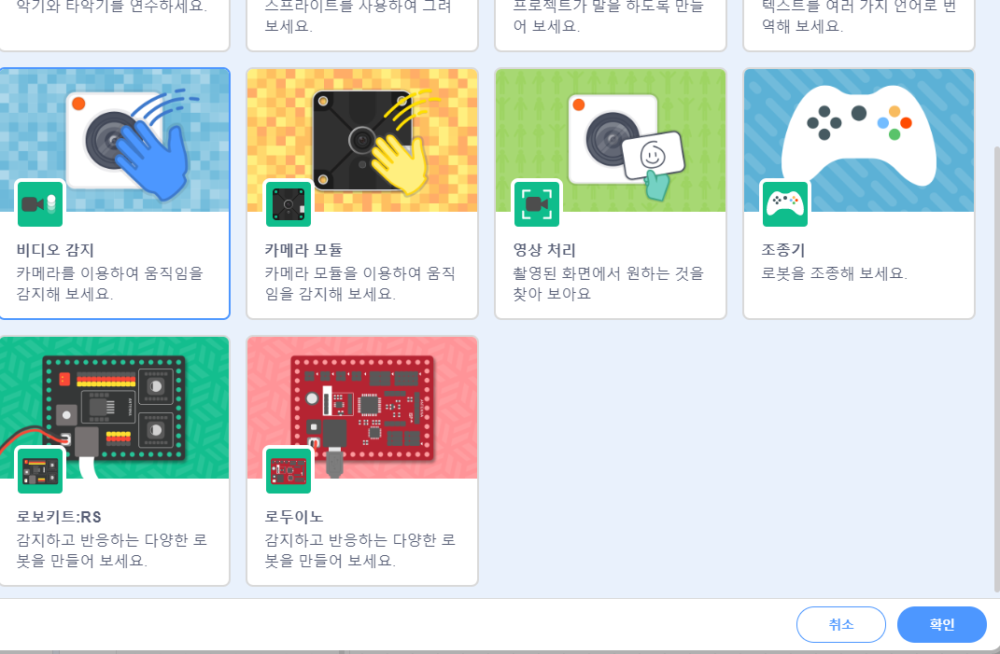 악기와 타악기를 연주하세요.
스프라이트를 사용하여 그려
보세요.
프로젝트가 말을 하도록 만들
어 보세요.
텍스트를 여러 가지 언어로 번
역해 보세요.
비디오 감지
카메라를 이용하여 움직임을
감지해 보세요.
카메라 모듈
카메라 모듈을 이용하여 움직
임을 감지해 보세요.
영상 처리
촬영된 화면에서 원하는 것을
찾아 보아요
조종기
로봇을 조종해 보세요.
로보키트:RS
감지하고 반응하는 다양한 로
봇을 만들어 보세요.
로두이노
감지하고 반응하는 다양한 로
봇을 만들어 보세요.
취소
확인